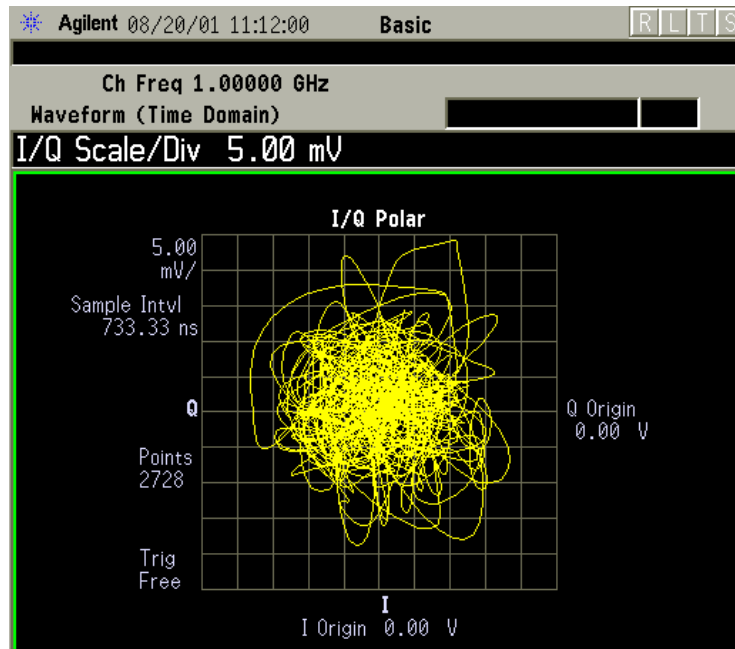 Agilent 08/20/01 11:12:00 Basic R L T S
Ch Freq 1.00000 GHz
Waveform (Time Domain)
I/Q Scale/Div 5.00 mV
I/Q Polar
5.00
mV/
Sample Intvl
733.33 ns
Q
Q Origin
0.00 V
Points
2728
Trig
Free
I
I Origin 0.00 V